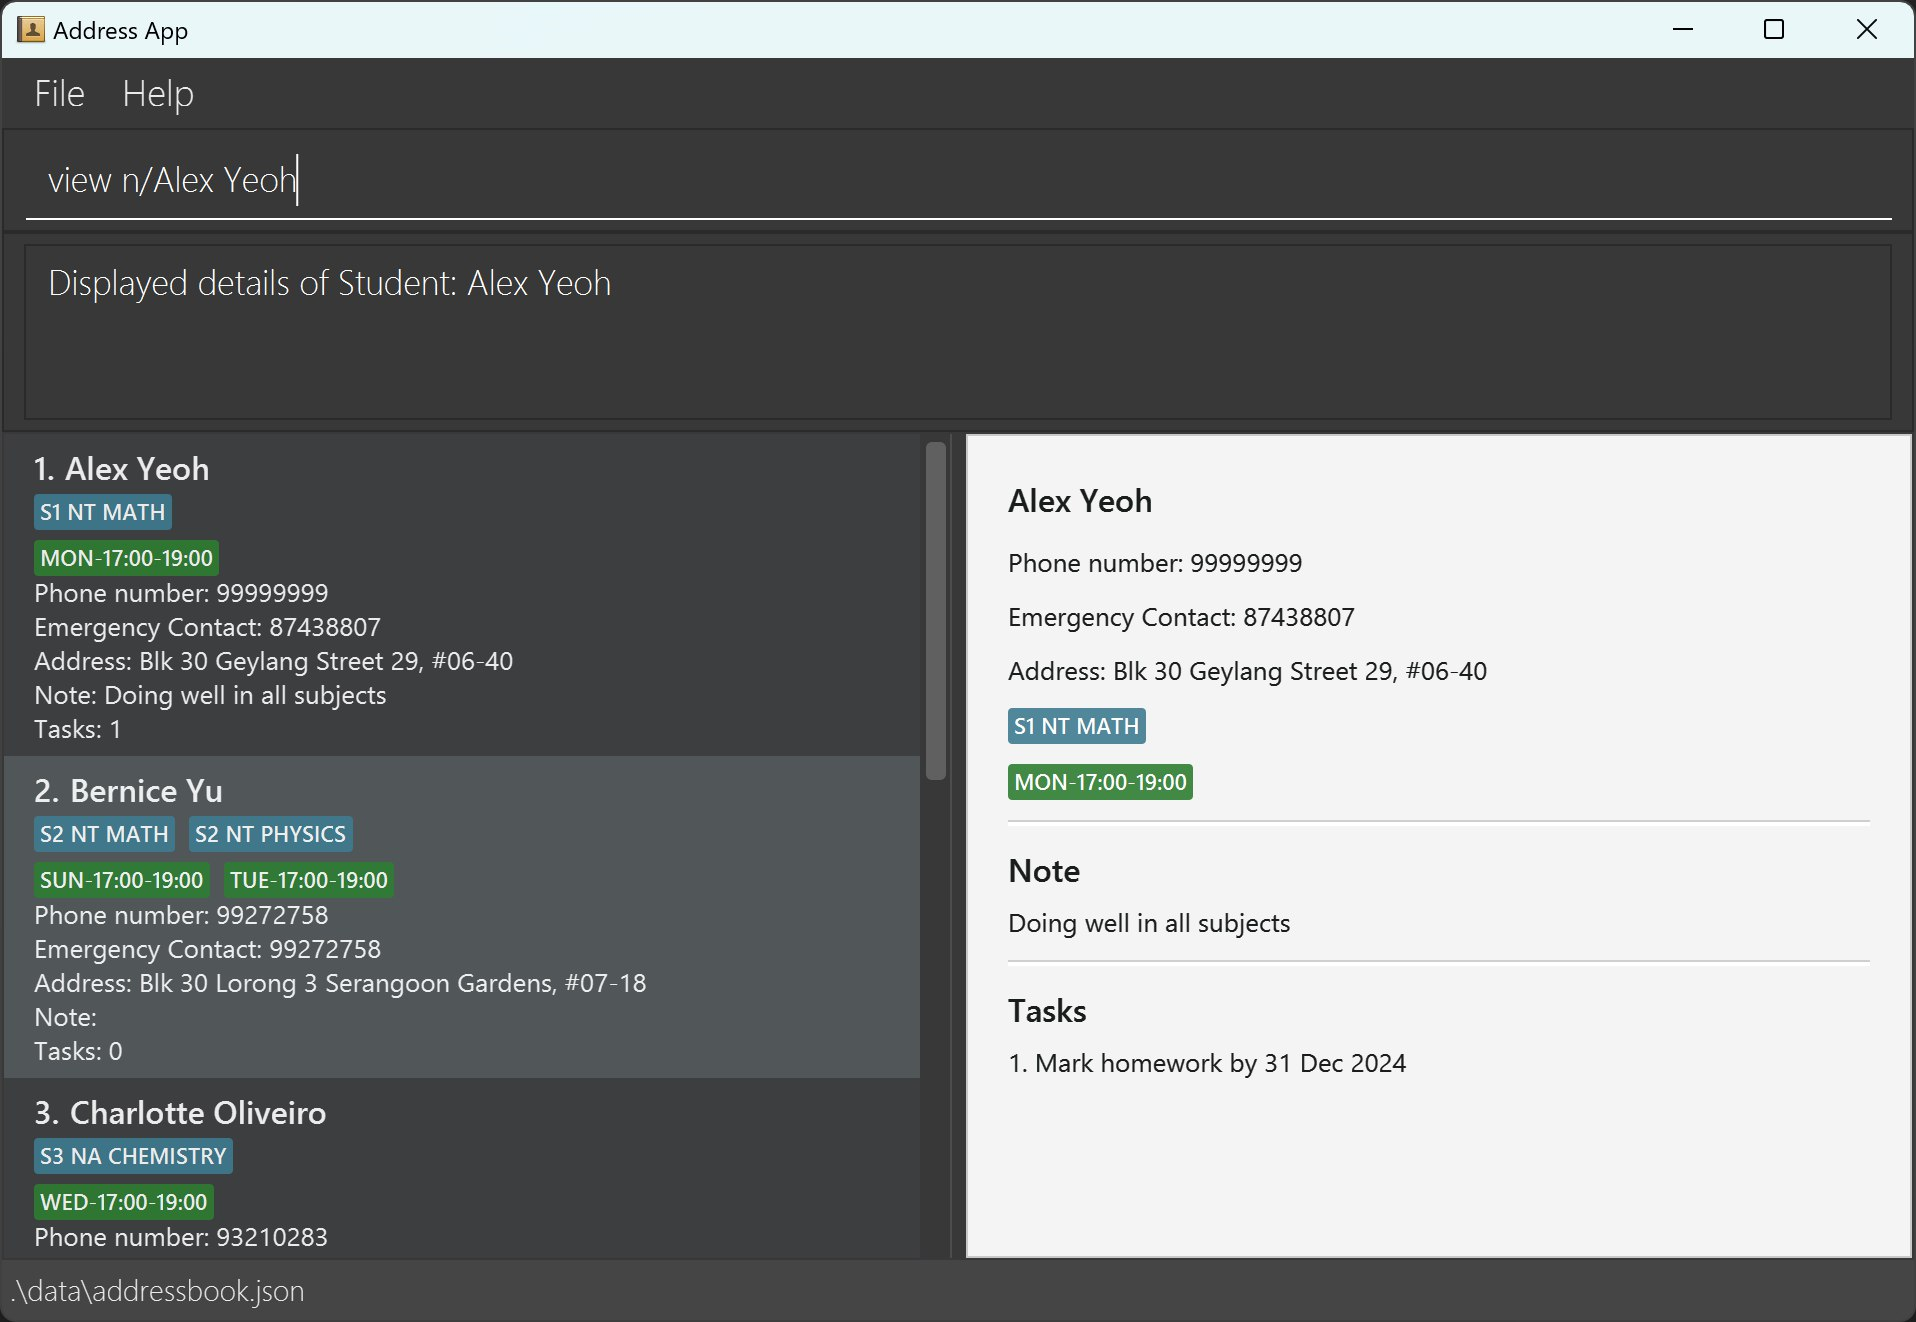 Address App
File Help
view n/Alex Yeoh
Displayed details of Student: Alex Yeoh
1. Alex Yeoh
S1 NT MATH
MON-17:00-19:00
Phone number: 99999999
Emergency Contact: 87438807
Address: Blk 30 Geylang Street 29, #06-40
Note: Doing well in all subjects
Tasks: 1
2. Bernice Yu
S2 NT MATH S2 NT PHYSICS
SUN-17:00-19:00 TUE-17:00-19:00
Phone number: 99272758
Emergency Contact: 99272758
Address: Blk 30 Lorong 3 Serangoon Gardens, #07-18
Note:
Tasks: 0
3. Charlotte Oliveiro
S3 NA CHEMISTRY
WED-17:00-19:00
Phone number: 93210283
Alex Yeoh
Phone number: 99999999
Emergency Contact: 87438807
Address: Blk 30 Geylang Street 29, #06-40
S1 NT MATH
MON-17:00-19:00
Note
Doing well in all subjects
Tasks
1. Mark homework by 31 Dec 2024
.\data\addressbook.json